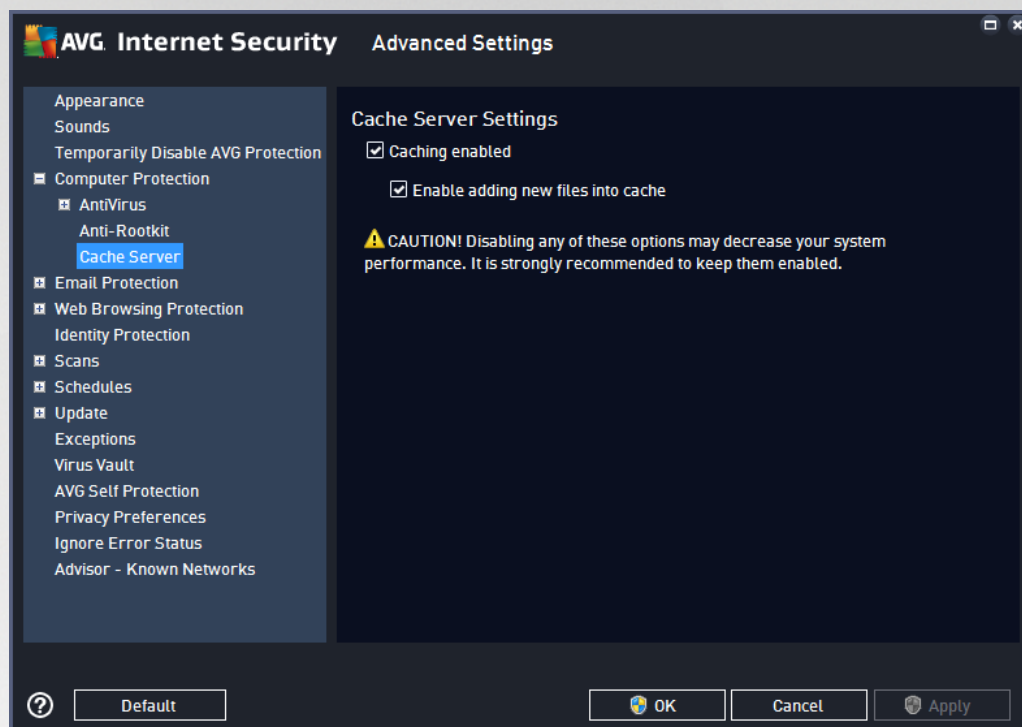 AVG. Internet Security Advanced Settings
Appearance
Sounds
Temporarily Disable AVG Protection
Computer Protection
AntiVirus
Anti-Rootkit
Cache Server
Email Protection
Web Browsing Protection
Identity Protection
Scans
Schedules
Update
Exceptions
Virus Vault
AVG Self Protection
Privacy Preferences
Ignore Error Status
Advisor - Known Networks
Cache Server Settings
Caching enabled
Enable adding new files into cache
CAUTION! Disabling any of these options may decrease your system
performance. It is strongly recommended to keep them enabled.
? Default OK Cancel Apply